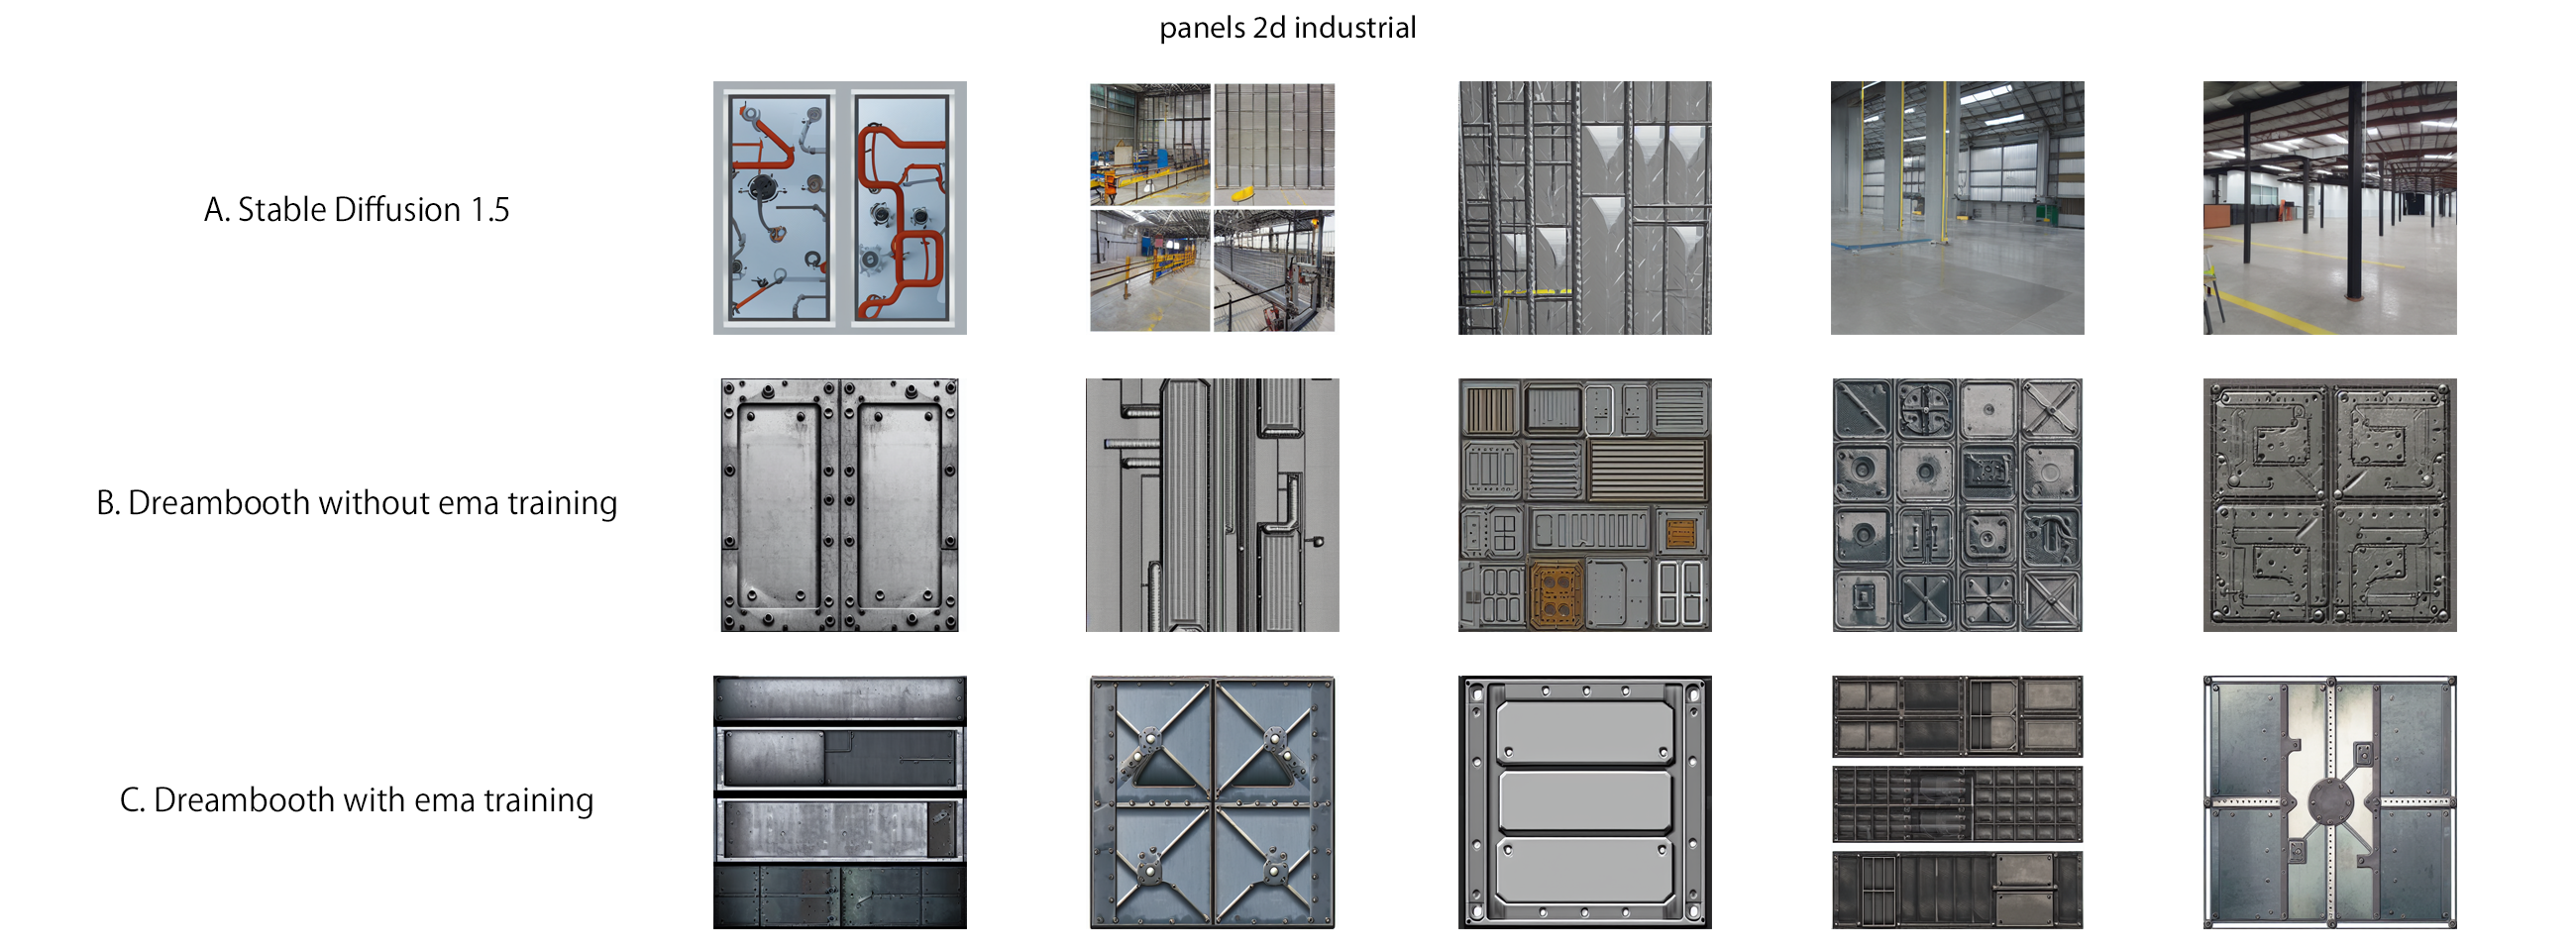 panels 2d industrial
A. Stable Diffusion 1.5
B. Dreambooth without ema training
C. Dreambooth with ema training